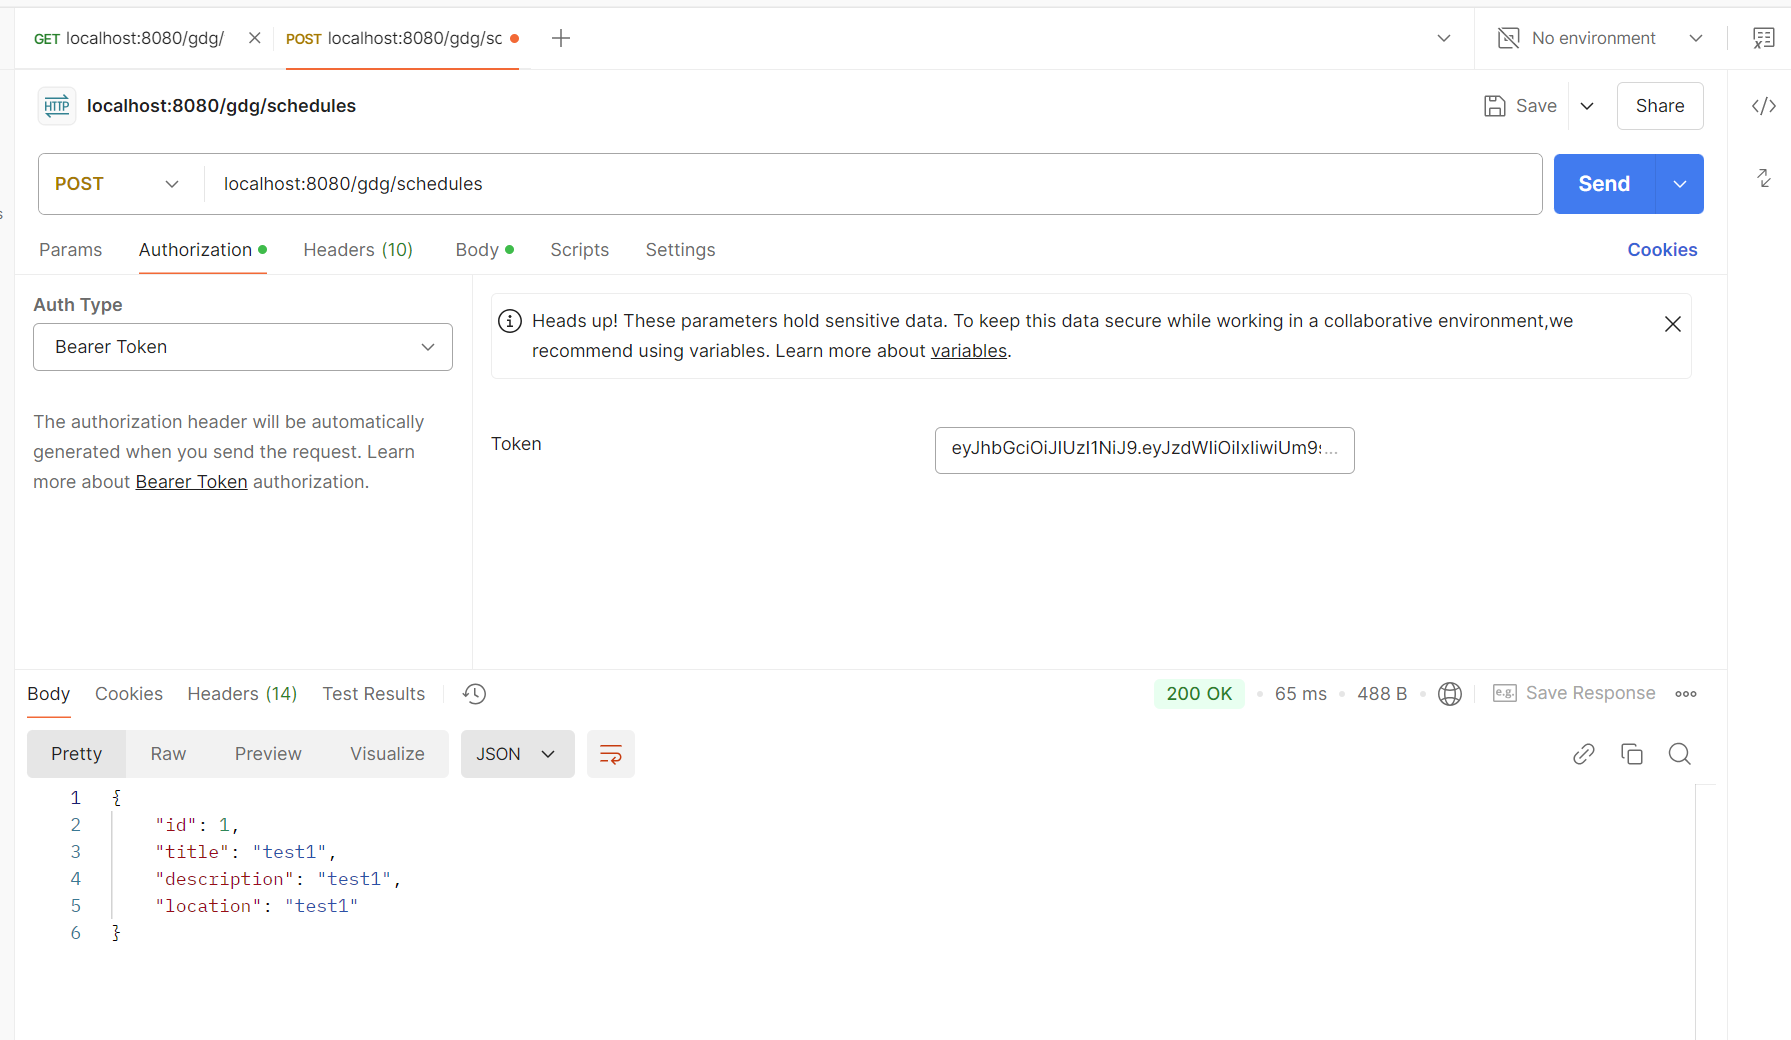 GET localhost:8080/gdg/
POST localhost:8080/gdg/sc
No environment
HTTP localhost:8080/gdg/schedules
Save
Share
POST
localhost:8080/gdg/schedules
Send
Params
Authorization
Headers (10)
Body
Scripts
Settings
Cookies
Auth Type
Bearer Token
The authorization header will be automatically
generated when you send the request. Learn
more about Bearer Token authorization.
Heads up! These parameters hold sensitive data. To keep this data secure while working in a collaborative environment,we
recommend using variables. Learn more about variables.
Token
eyJhbGciOiJIUzI1NiJ9.eyJzdWIiOiIxIiwiUm9s...
Body
Cookies
Headers (14)
Test Results
200 OK
65 ms
488 B
e.g. Save Response
Pretty
Raw
Preview
Visualize
JSON
1 {
2 "id": 1,
3 "title": "test1",
4 "description": "test1",
5 "location": "test1"
6 }